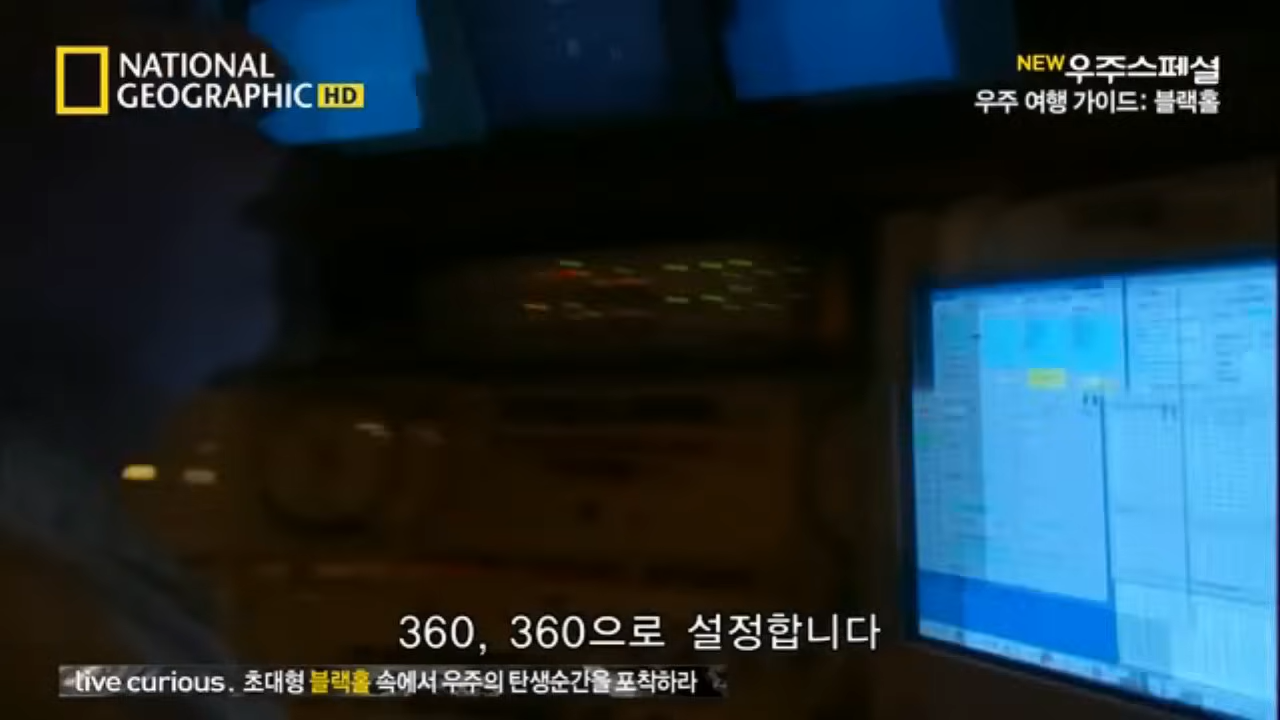 NATIONAL
GEOGRAPHIC HD
NEW 우주스페셜
우주 여행 가이드: 블랙홀
360, 360으로 설정합니다
live curious. 초대형 블랙홀 속에서 우주의 탄생순간을 포착하라